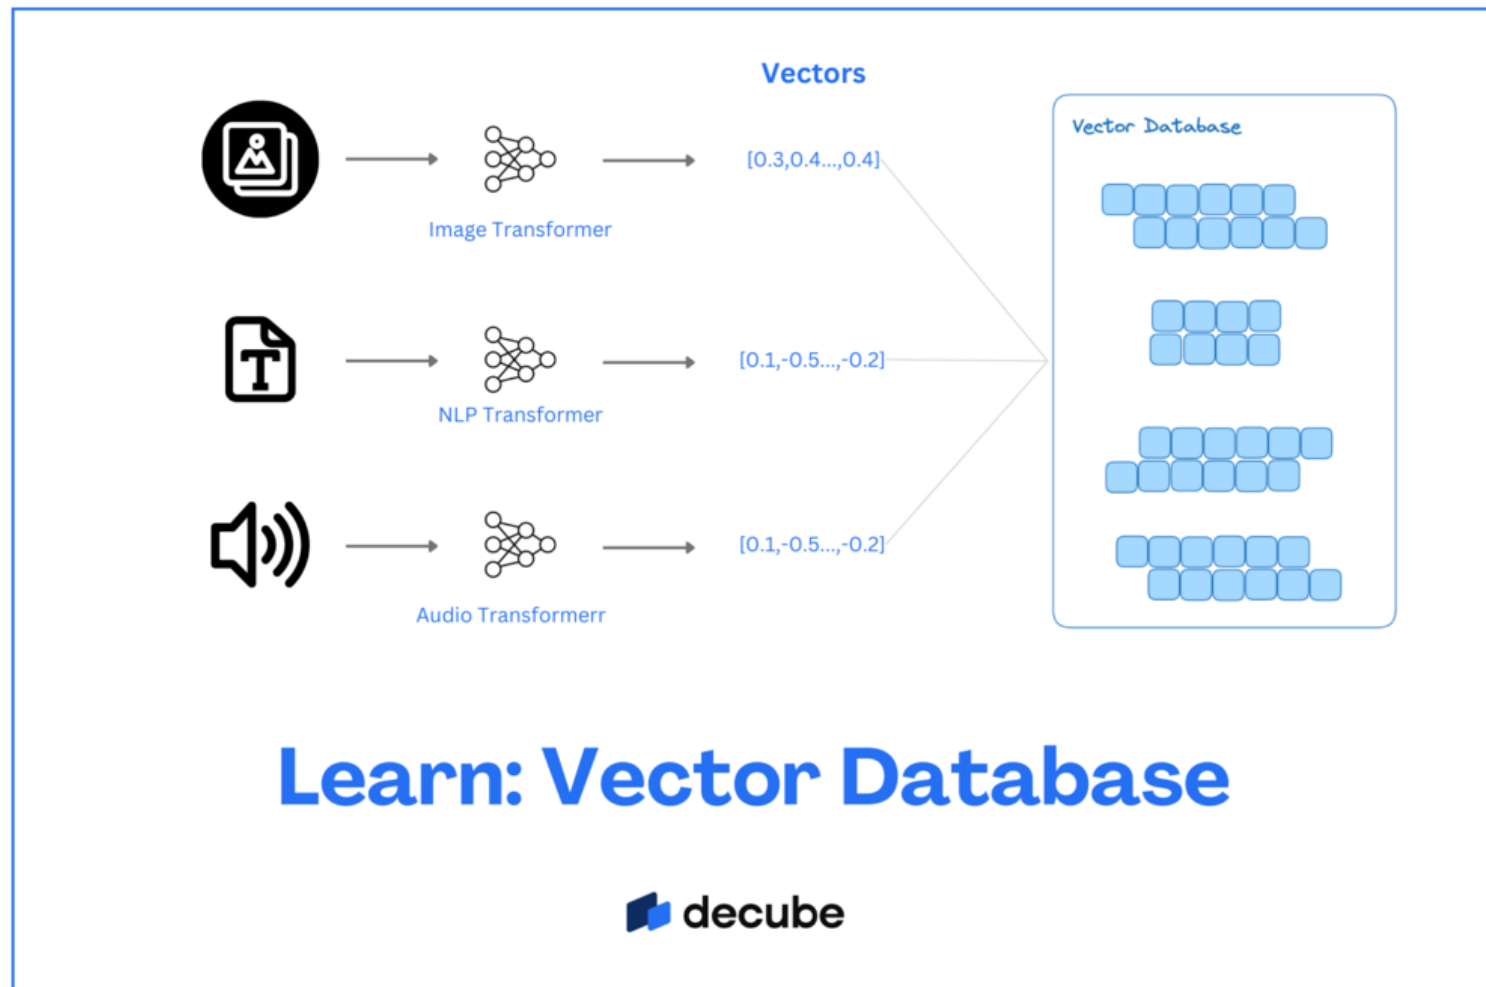 Vectors
Vector Database
[0.3,0.4...,0.4]
Image Transformer
[0.1,-0.5...,-0.2]
NLP Transformer
[0.1,-0.5...,-0.2]
Audio Transformerr
Learn: Vector Database
decube